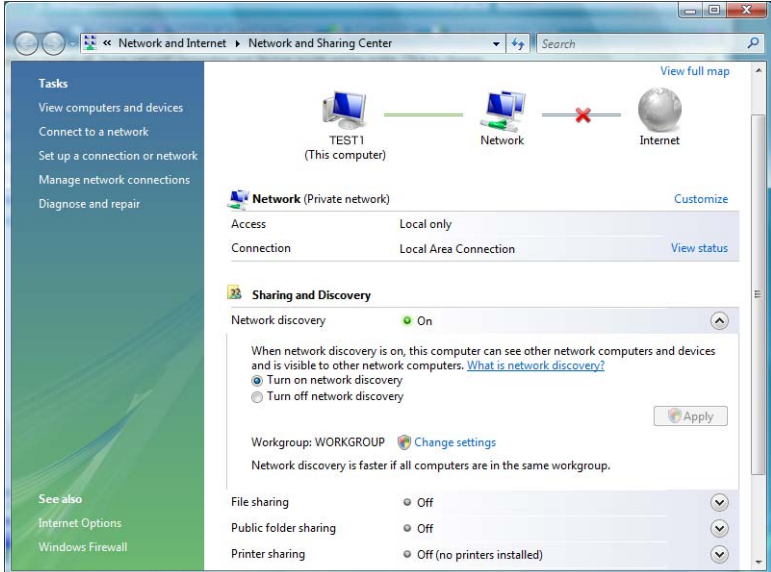 « Network and Internet ▸ Network and Sharing Center
Search
Tasks
View computers and devices
Connect to a network
Set up a connection or network
Manage network connections
Diagnose and repair
See also
Internet Options
Windows Firewall
View full map
TEST1
(This computer)
Network
Internet
Network (Private network)
Customize
Access
Local only
Connection
Local Area Connection
View status
Sharing and Discovery
Network discovery
On
When network discovery is on, this computer can see other network computers and devices
and is visible to other network computers. What is network discovery?
Turn on network discovery
Turn off network discovery
Apply
Workgroup: WORKGROUP
Change settings
Network discovery is faster if all computers are in the same workgroup.
File sharing
Off
Public folder sharing
Off
Printer sharing
Off (no printers installed)